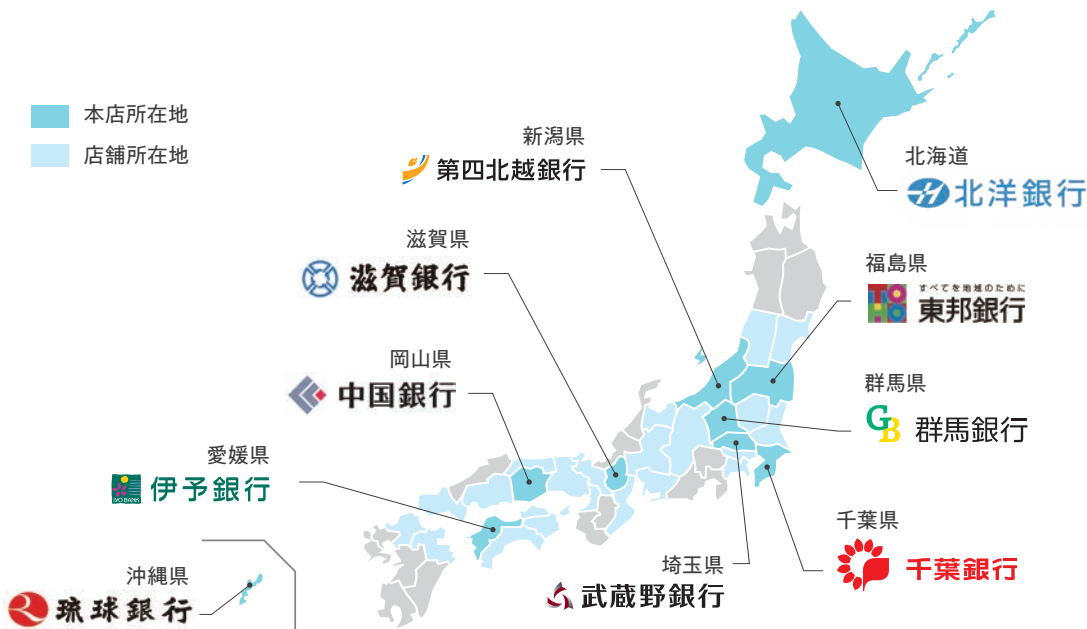 本店所在地
店舗所在地
新潟県
第四北越銀行
北海道
北洋銀行
滋賀県
滋賀銀行
福島県
TOHO
すべてを地域のために
東邦銀行
岡山県
中国銀行
群馬県
GB
群馬銀行
愛媛県
IYO BANK
伊予銀行
千葉県
千葉銀行
埼玉県
武蔵野銀行
沖縄県
琉球銀行